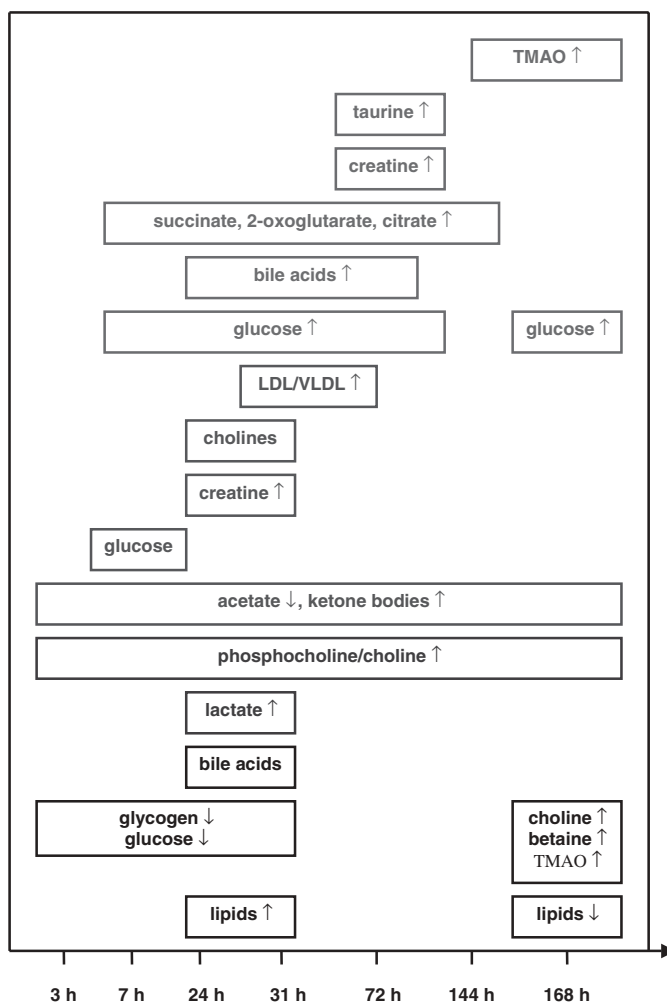 TMAO ↑
taurine ↑
creatine ↑
succinate, 2-oxoglutarate, citrate ↑
bile acids ↑
glucose ↑
glucose ↑
LDL/VLDL ↑
cholines
creatine ↑
glucose
acetate ↓, ketone bodies ↑
phosphocholine/choline ↑
lactate ↑
bile acids
glycogen ↓
glucose ↓
choline ↑
betaine ↑
TMAO ↑
lipids ↑
lipids ↓
3 h 7 h 24 h 31 h 72 h 144 h 168 h